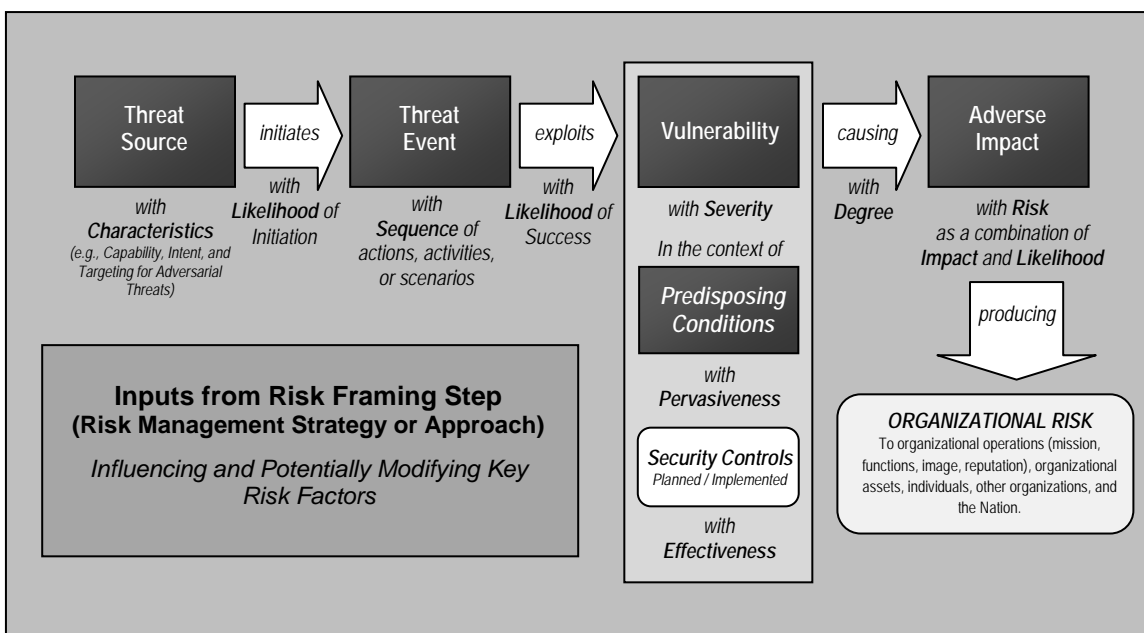 Threat
Source
with
Characteristics
(e.g., Capability, Intent, and
Targeting for Adversarial
Threats)
initiates
with
Likelihood of
Initiation
Threat
Event
with
Sequence of
actions, activities,
or scenarios
exploits
with
Likelihood of
Success
Vulnerability
with Severity
In the context of
Predisposing
Conditions
with
Pervasiveness
Security Controls
Planned / Implemented
with
Effectiveness
causing
with
Degree
Adverse
Impact
with Risk
as a combination of
Impact and Likelihood
producing
ORGANIZATIONAL RISK
To organizational operations (mission,
functions, image, reputation), organizational
assets, individuals, other organizations, and
the Nation.
Inputs from Risk Framing Step
(Risk Management Strategy or Approach)
Influencing and Potentially Modifying Key
Risk Factors